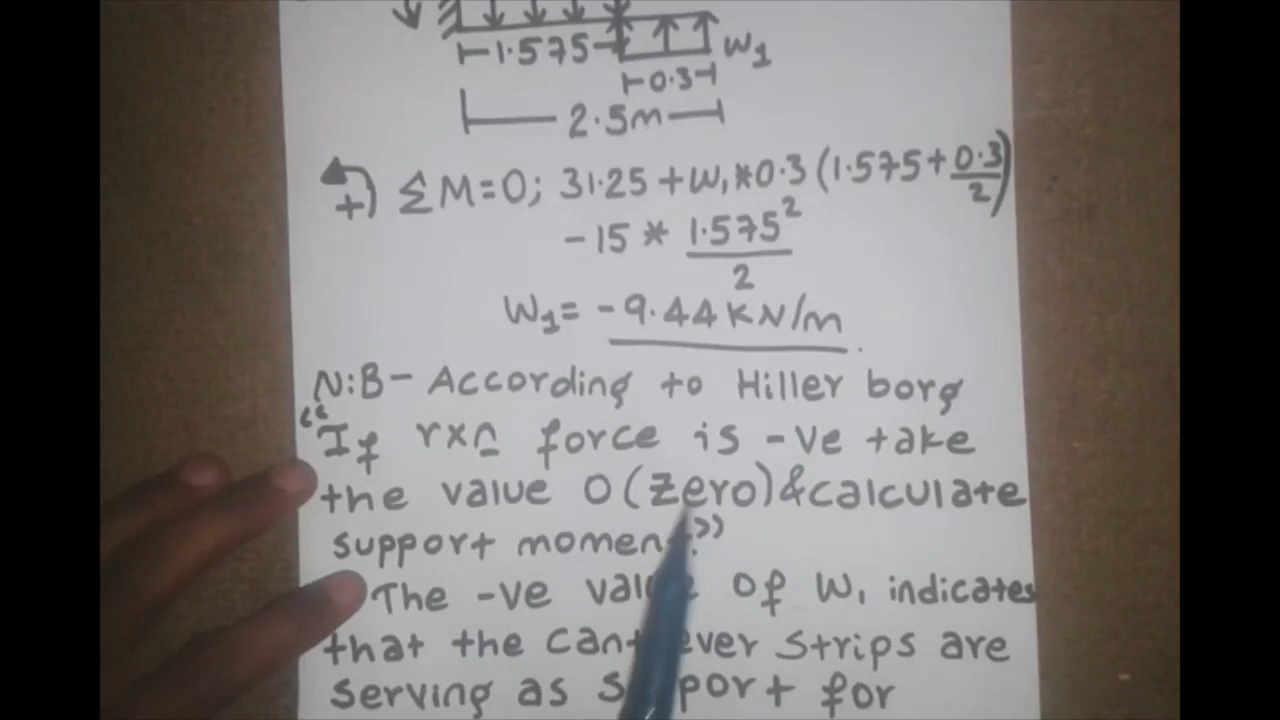 1.575
W1
0.3
2.5m
+ ΣM=0; 31.25 + W1*0.3 (1.575+0.3/2)
-15 * 1.575²/2
W1= -9.44KN/m
N:B- According to Hiller borg
"If rxn force is -ve take
the value 0 (zero) & calculate
support moment."
The -ve value of W1 indicates
that the cantilever strips are
serving as support for